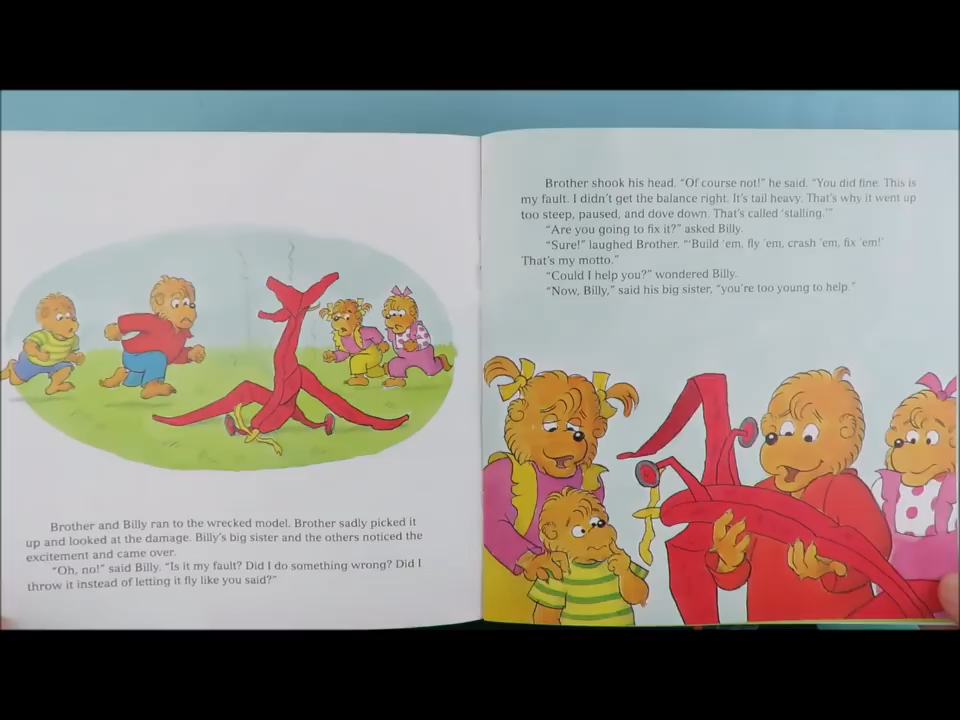 Brother and Billy ran to the wrecked model. Brother sadly picked it
up and looked at the damage. Billy's big sister and the others noticed the
excitement and came over.
"Oh, no!" said Billy. "Is it my fault? Did I do something wrong? Did I
throw it instead of letting it fly like you said?"
Brother shook his head. "Of course not!" he said. "You did fine. This is
my fault. I didn't get the balance right. It's tail heavy. That's why it went up
too steep, paused, and dove down. That's called 'stalling.'"
"Are you going to fix it?" asked Billy.
"Sure!" laughed Brother. "'Build 'em, fly 'em, crash 'em, fix 'em!'
That's my motto."
"Could I help you?" wondered Billy.
"Now, Billy," said his big sister, "you're too young to help."